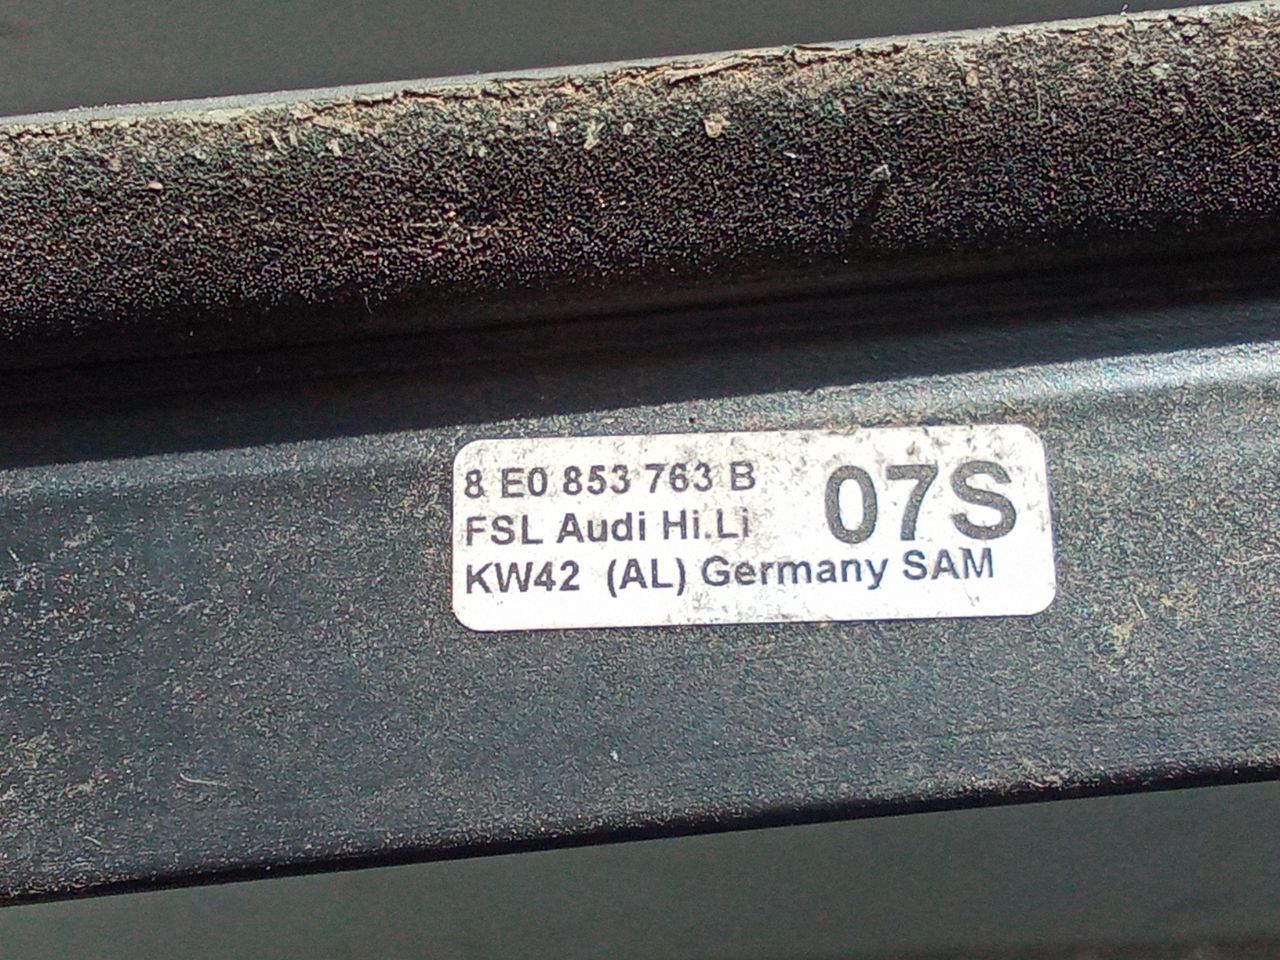 8 E0 853 763 B
07S
FSL Audi Hi.Li
KW42 (AL) Germany SAM